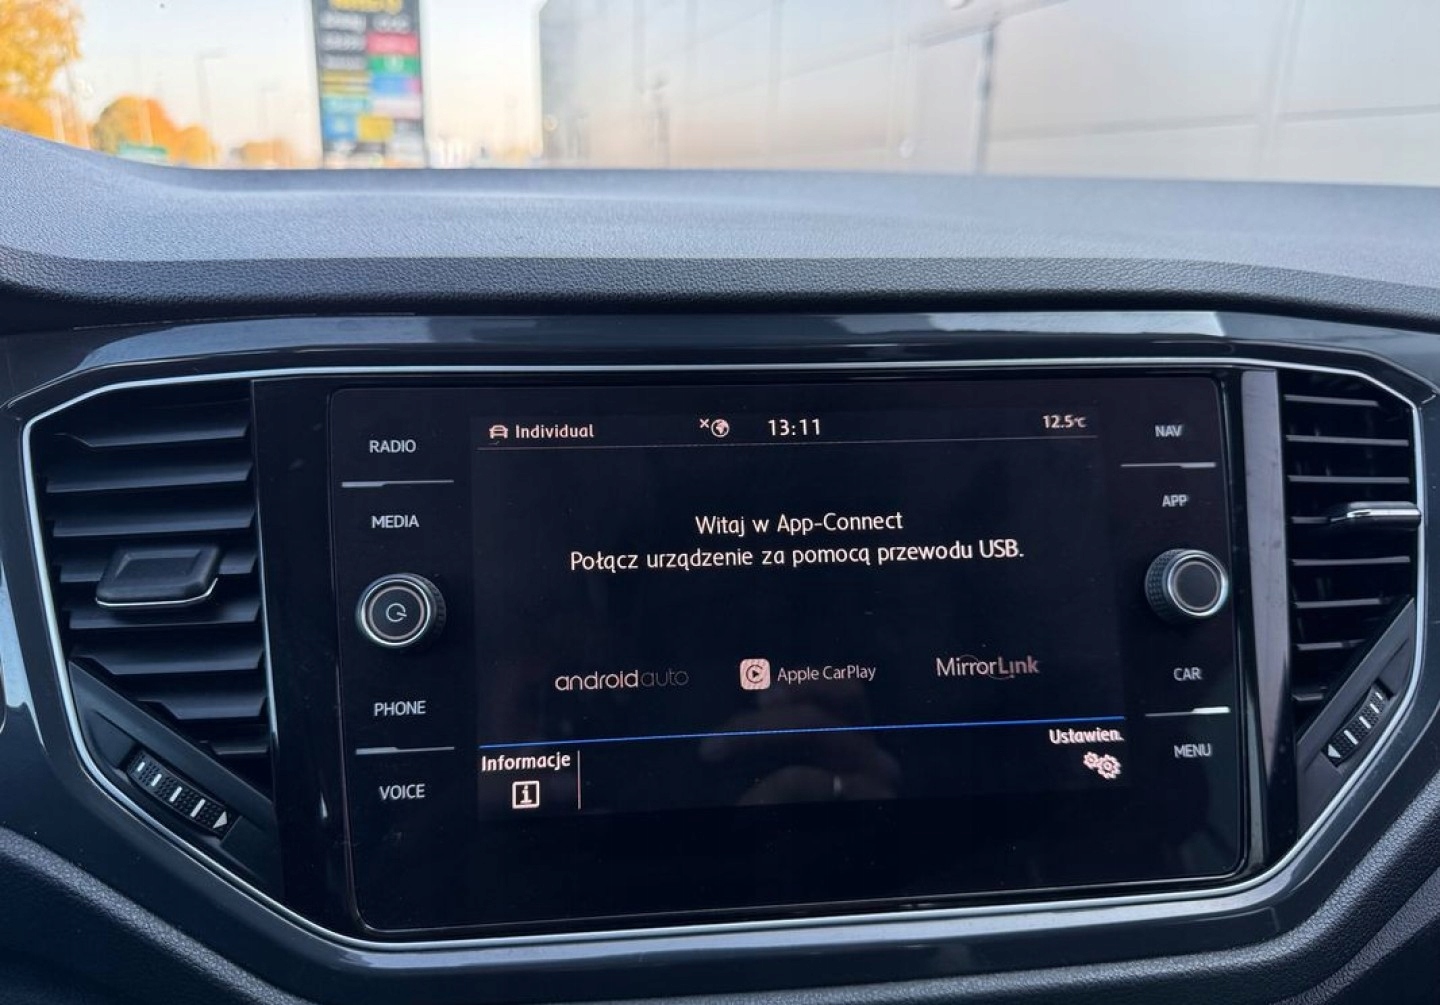 RADIO
MEDIA
PHONE
VOICE
Individual 13:11 12.5°C
Witaj w App-Connect
Połącz urządzenie za pomocą przewodu USB.
androidauto Apple CarPlay MirrorLink
Informacje
Ustawien.
NAV
APP
CAR
MENU